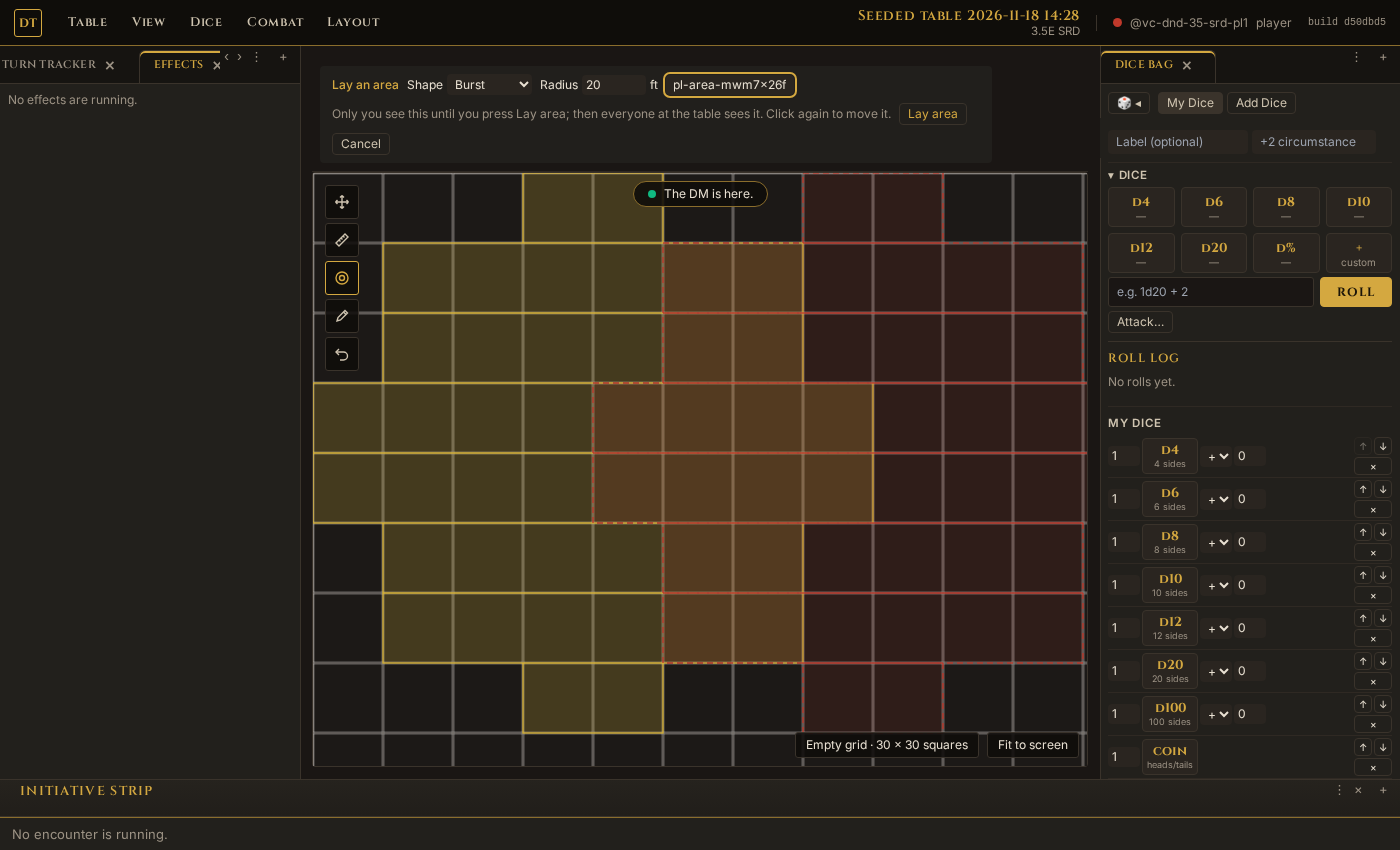 DT TABLE VIEW DICE COMBAT LAYOUT
SEEDED TABLE 2026-11-18 14:28
3.5E SRD
@vc-dnd-35-srd-pl1 player
build d50dbd5
TURN TRACKER × EFFECTS × ‹ › ⋮ +
No effects are running.
Lay an area Shape Burst Radius 20 ft pl-area-mwm7×26f
Only you see this until you press Lay area; then everyone at the table sees it. Click again to move it. Lay area
Cancel
The DM is here.
Empty grid · 30 × 30 squares Fit to screen
DICE BAG × ⋮ +
🎲 ◂ My Dice Add Dice
Label (optional) +2 circumstance
▾ DICE
D4 D6 D8 D10
— — — —
D12 D20 D% +
— — — custom
e.g. 1d20 + 2 ROLL
Attack...
ROLL LOG
No rolls yet.
MY DICE
1 D4 + 0 ↑ ↓
4 sides ×
1 D6 + 0 ↑ ↓
6 sides ×
1 D8 + 0 ↑ ↓
8 sides ×
1 D10 + 0 ↑ ↓
10 sides ×
1 D12 + 0 ↑ ↓
12 sides ×
1 D20 + 0 ↑ ↓
20 sides ×
1 D100 + 0 ↑ ↓
100 sides ×
1 COIN ↑ ↓
heads/tails ×
INITIATIVE STRIP ⋮ × +
No encounter is running.